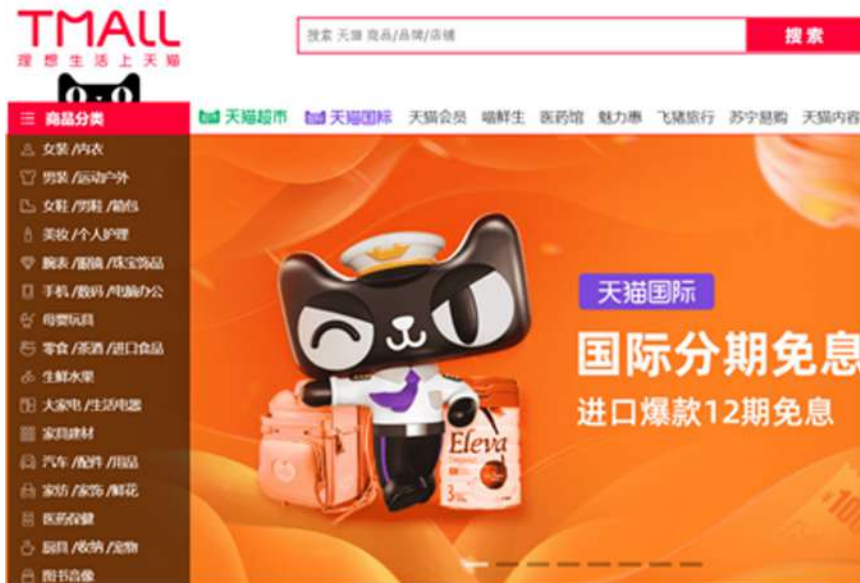 TMALL
理想生活上天猫
搜索 天猫 商品/品牌/店铺
搜索
商品分类
天猫超市 天猫国际 天猫会员 喵鲜生 医药馆 魅力惠 飞猪旅行 苏宁易购 天猫内容
女装 /内衣
男装 /运动户外
女鞋 /男鞋 /箱包
美妆 /个人护理
腕表 /眼镜 /珠宝饰品
手机 /数码 /电脑办公
母婴玩具
零食 /茶酒 /进口食品
生鲜水果
大家电 /生活电器
家具建材
汽车 /配件 /用品
家纺 /家饰 /鲜花
医药保健
厨具 /收纳 /宠物
图书音像
天猫国际
国际分期免息
进口爆款12期免息
Eleva
3